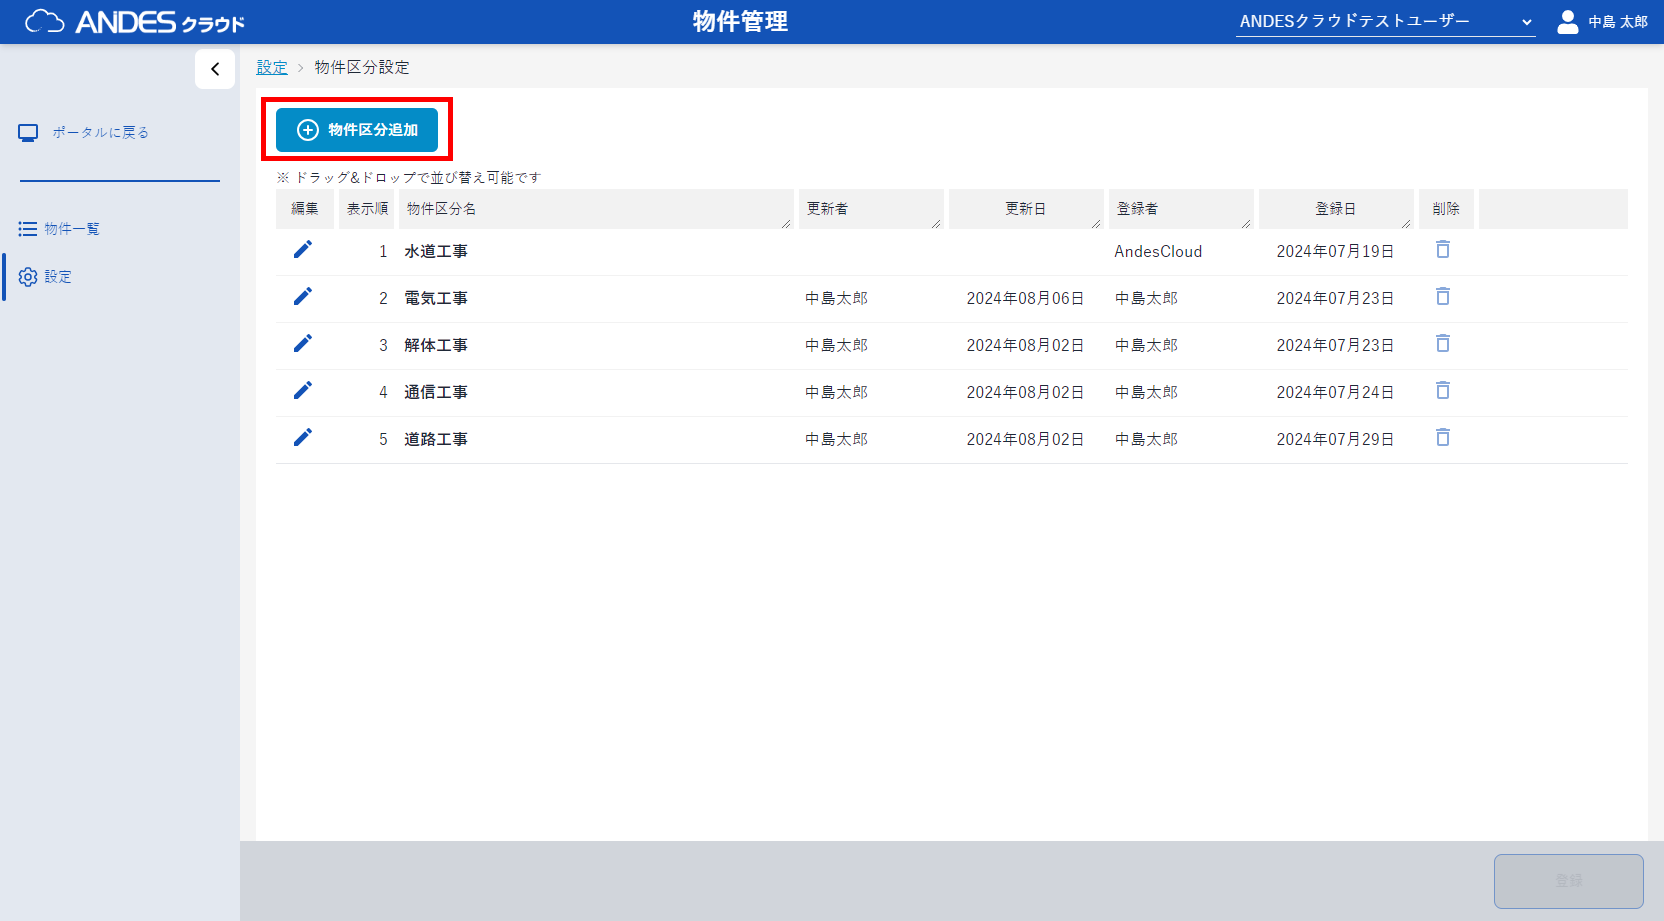 ANDES クラウド
物件管理
ANDESクラウドテストユーザー
中島 太郎
設定 > 物件区分設定
ポータルに戻る
物件一覧
設定
物件区分追加
※ ドラッグ&ドロップで並び替え可能です
編集 表示順 物件区分名 更新者 更新日 登録者 登録日 削除
1 水道工事 AndesCloud 2024年07月19日
2 電気工事 中島太郎 2024年08月06日 中島太郎 2024年07月23日
3 解体工事 中島太郎 2024年08月02日 中島太郎 2024年07月23日
4 通信工事 中島太郎 2024年08月02日 中島太郎 2024年07月24日
5 道路工事 中島太郎 2024年08月02日 中島太郎 2024年07月29日
登録